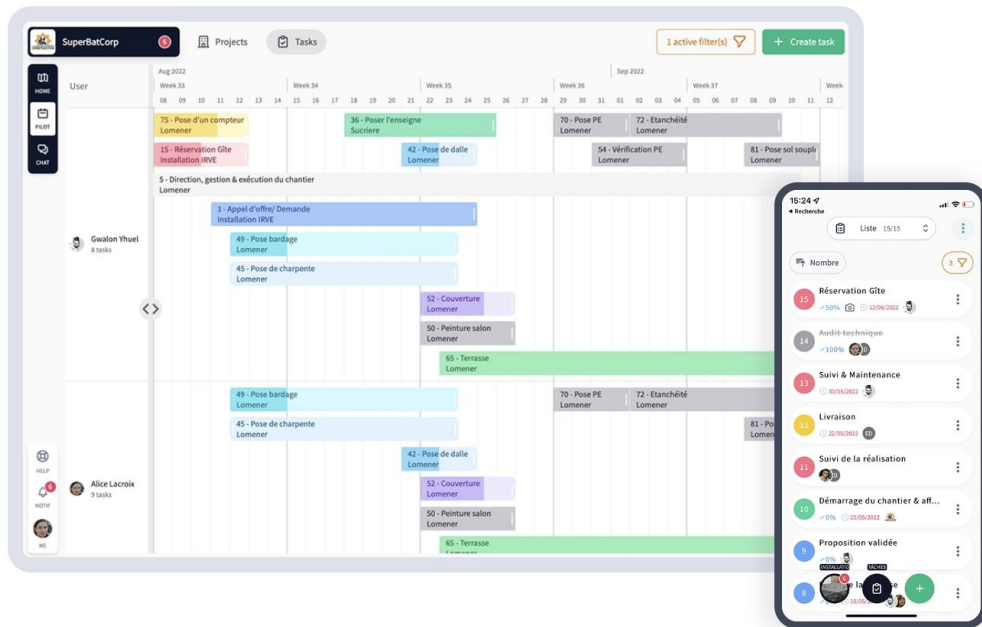 SuperBatCorp
6
Projects
Tasks
1 active filter(s)
+ Create task
HOME
PILOT
CHAT
User
Aug 2022
Sep 2022
Week 33
Week 34
Week 35
Week 36
Week 37
Week
08 09 10 11 12 13 14 15 16 17 18 19 20 21 22 23 24 25 26 27 28 29 30 31 01 02 03 04 05 06 07 08 09 10 11 12
75 - Pose d'un compteur
Lomener
36 - Poser l'enseigne
Sucriere
70 - Pose PE
Lomener
72 - Etanchéité
Lomener
15 - Réservation Gîte
Installation IRVE
42 - Pose de dalle
Lomener
54 - Vérification PE
Lomener
81 - Pose sol souple
Lomener
5 - Direction, gestion & exécution du chantier
Lomener
1 - Appel d'offre/ Demande
Installation IRVE
Gwalon Yhuel
8 tasks
49 - Pose bardage
Lomener
45 - Pose de charpente
Lomener
52 - Couverture
Lomener
50 - Peinture salon
Lomener
65 - Terrasse
Lomener
49 - Pose bardage
Lomener
70 - Pose PE
Lomener
72 - Etanchéité
Lomener
45 - Pose de charpente
Lomener
81 - Po
Lomen
42 - Pose de dalle
Lomener
Alice Lacroix
9 tasks
52 - Couverture
Lomener
50 - Peinture salon
Lomener
65 - Terrasse
Lomener
HELP
6
NOTIF
ME
15:24
Recherche
Liste 15/15
Nombre
3
15
Réservation Gîte
50% 12/08/2022
14
Audit technique
100% D
13
Suivi & Maintenance
30/05/2022
12
Livraison
22/06/2022 ED
11
Suivi de la réalisation
D
10
Démarrage du chantier & aff...
0% 25/05/2022
9
Proposition validée
0%
INSTALLATIO
TÂCHES
6
8